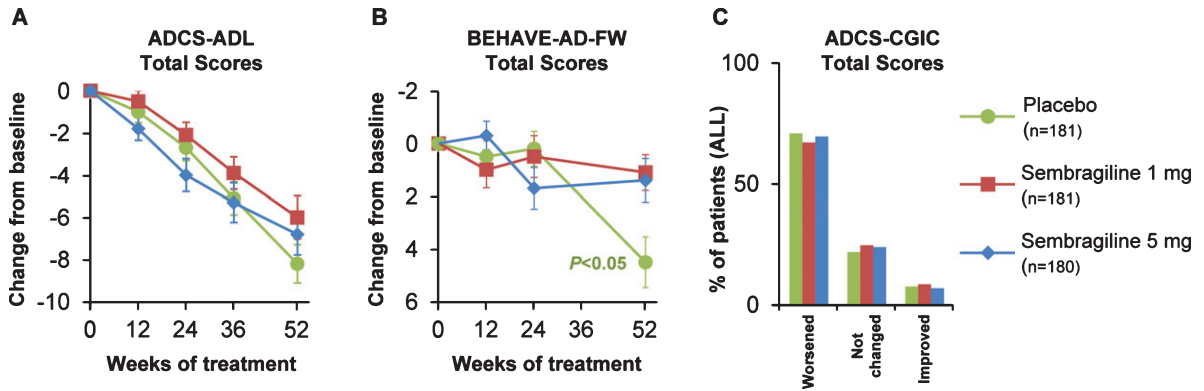 A
ADCS-ADL
Total Scores
Change from baseline
0
-2
-4
-6
-8
-10
0 12 24 36 52
Weeks of treatment
B
BEHAVE-AD-FW
Total Scores
Change from baseline
-2
0
2
4
6
P<0.05
0 12 24 36 52
Weeks of treatment
C
ADCS-CGIC
Total Scores
% of patients (ALL)
100
50
0
Worsened
Not
changed
Improved
Placebo
(n=181)
Sembragiline 1 mg
(n=181)
Sembragiline 5 mg
(n=180)